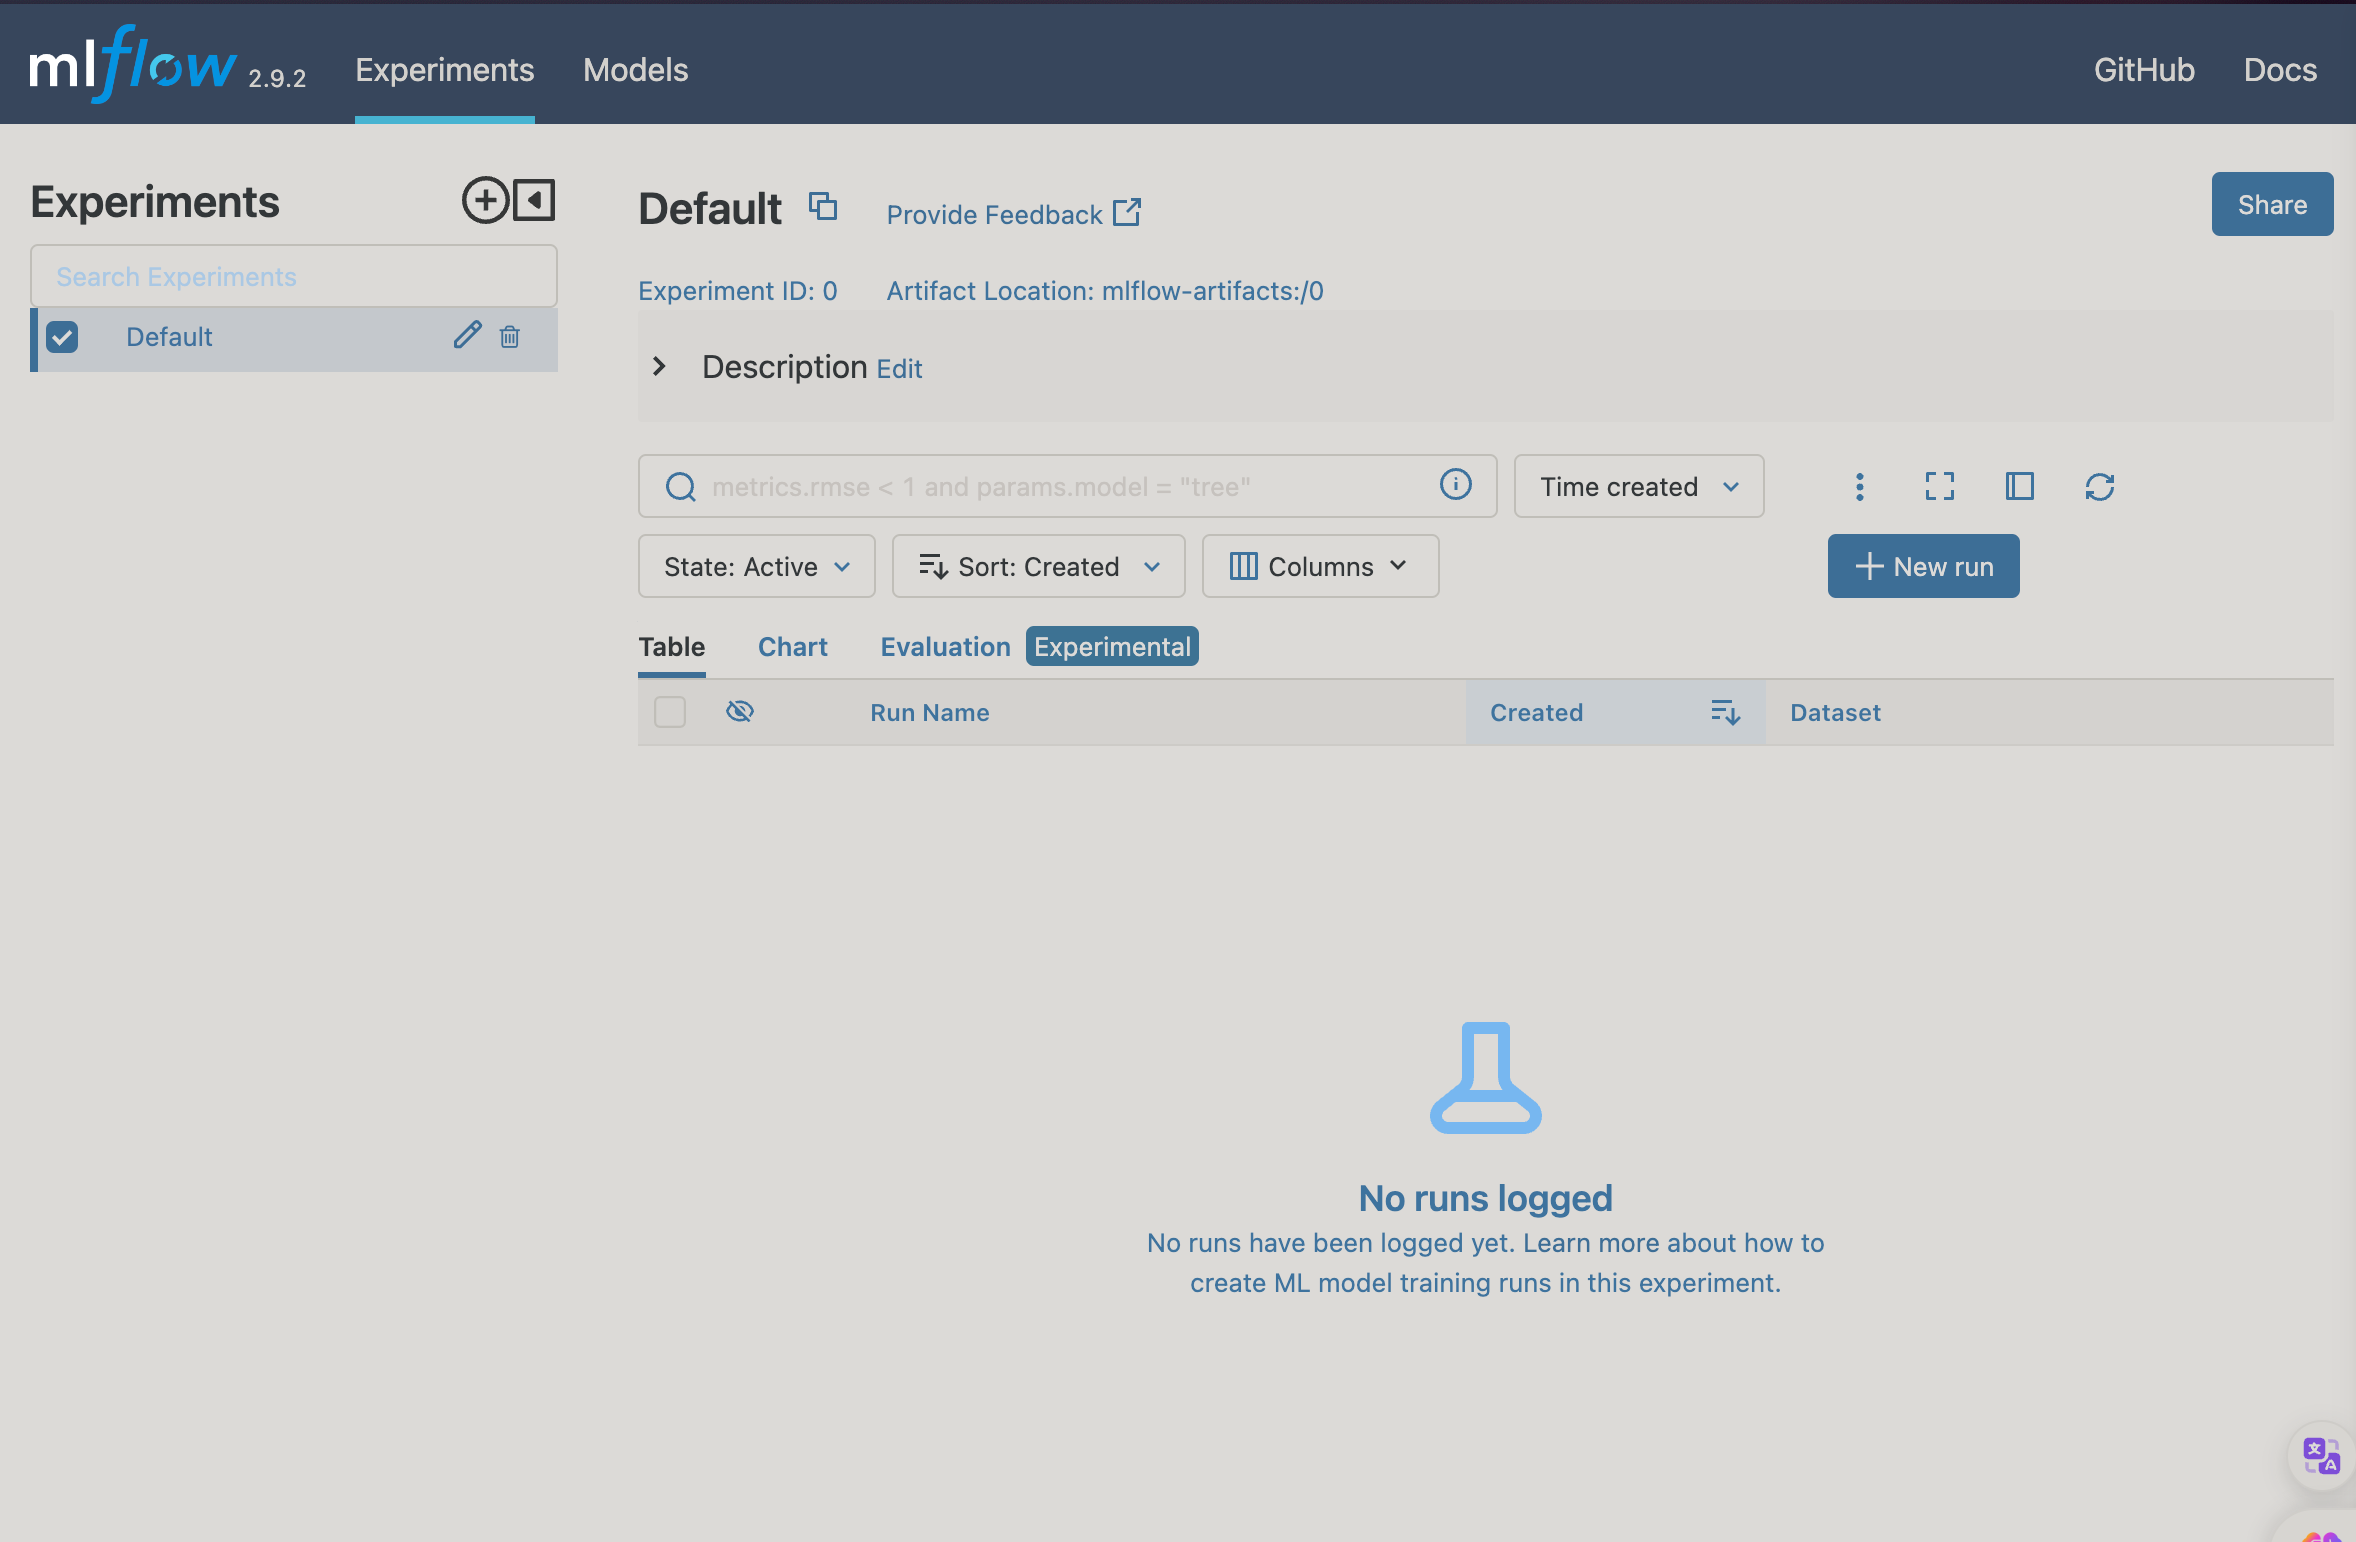 mlflow 2.9.2 Experiments Models GitHub Docs
Experiments
Search Experiments
Default
Default Provide Feedback Share
Experiment ID: 0 Artifact Location: mlflow-artifacts:/0
Description Edit
metrics.rmse < 1 and params.model = "tree" Time created
State: Active Sort: Created Columns New run
Table Chart Evaluation Experimental
Run Name Created Dataset
No runs logged
No runs have been logged yet. Learn more about how to
create ML model training runs in this experiment.
文
A